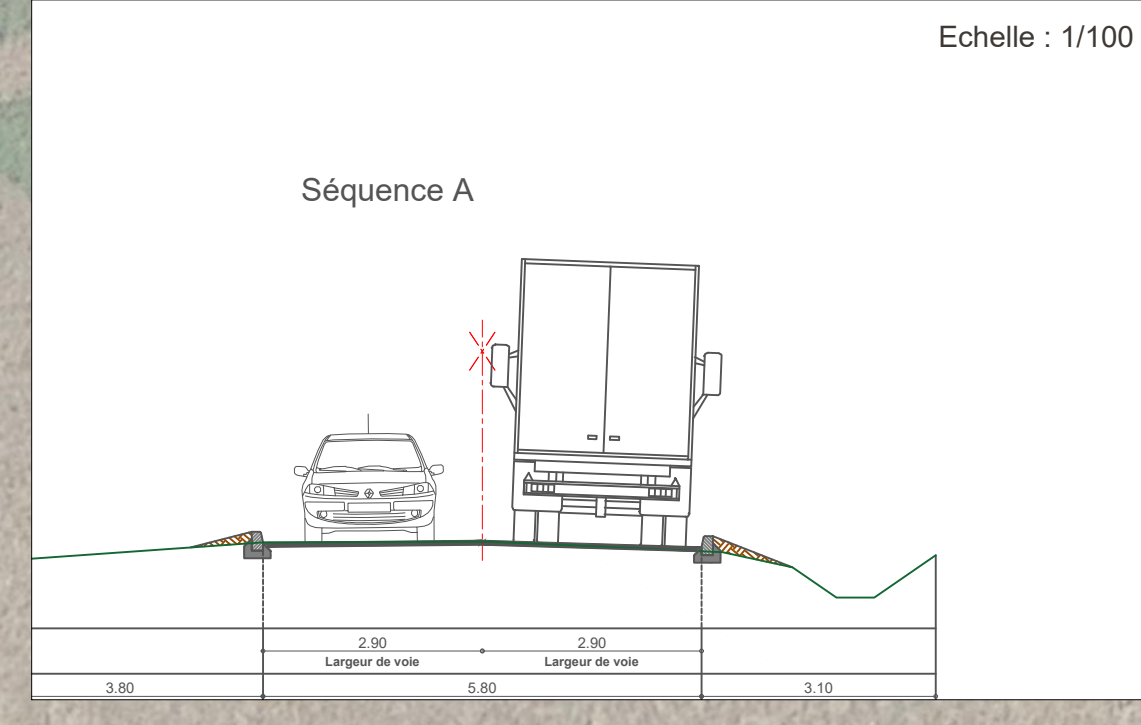 Echelle : 1/100
Séquence A
2.90 2.90
Largeur de voie Largeur de voie
3.80 5.80 3.10